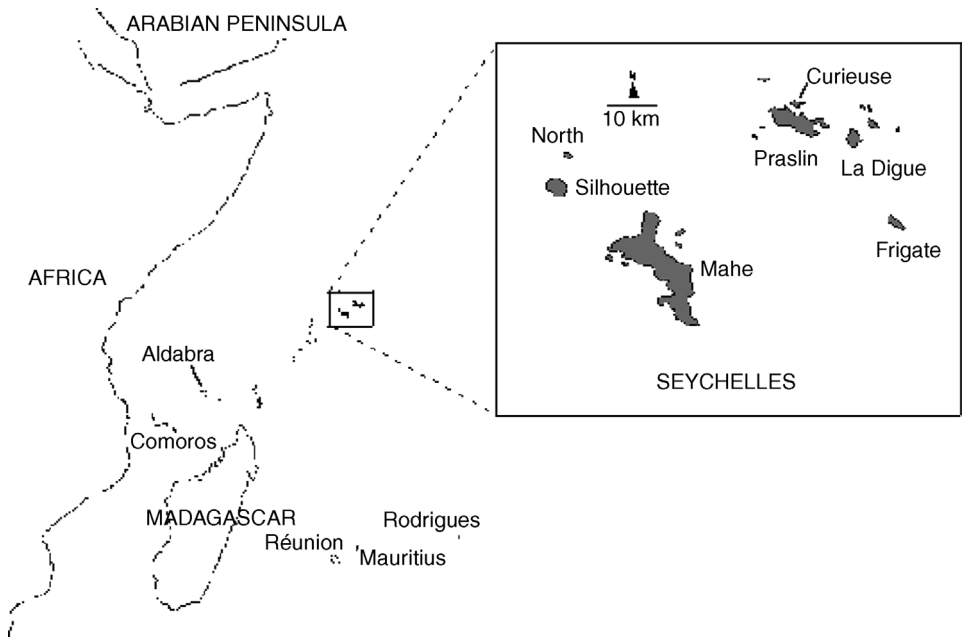 ARABIAN PENINSULA
AFRICA
Aldabra
Comoros
MADAGASCAR
Réunion
Mauritius
Rodrigues
N
10 km
Curieuse
North
Praslin
La Digue
Silhouette
Frigate
Mahe
SEYCHELLES